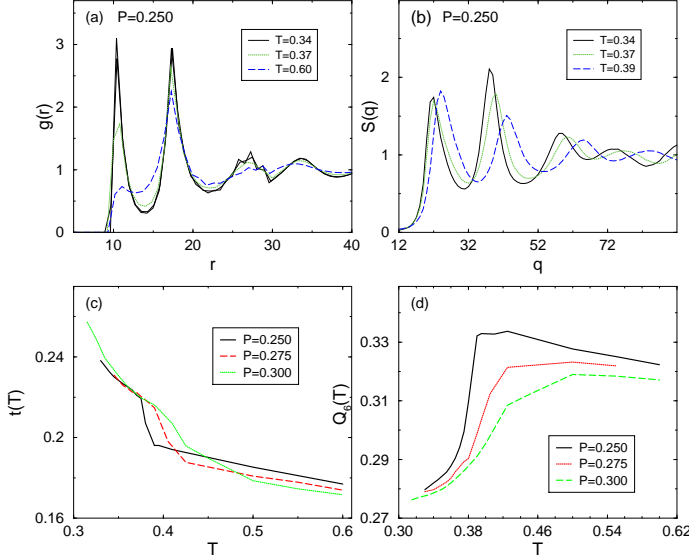 (a) P=0.250
T=0.34
T=0.37
T=0.60
g(r)
3
2
1
0
10 20 30 40
r
(b) P=0.250
T=0.34
T=0.37
T=0.39
S(q)
2
1
0
12 32 52 72
q
(c)
P=0.250
P=0.275
P=0.300
t(T)
0.24
0.2
0.16
0.3 0.4 0.5 0.6
T
(d)
P=0.250
P=0.275
P=0.300
Q6(T)
0.33
0.31
0.28
0.27
0.30 0.38 0.46 0.54 0.62
T